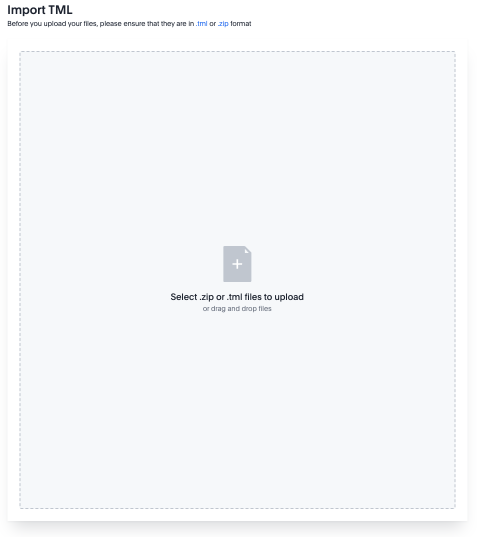 Import TML
Before you upload your files, please ensure that they are in .tml or .zip format
Select .zip or .tml files to upload
or drag and drop files